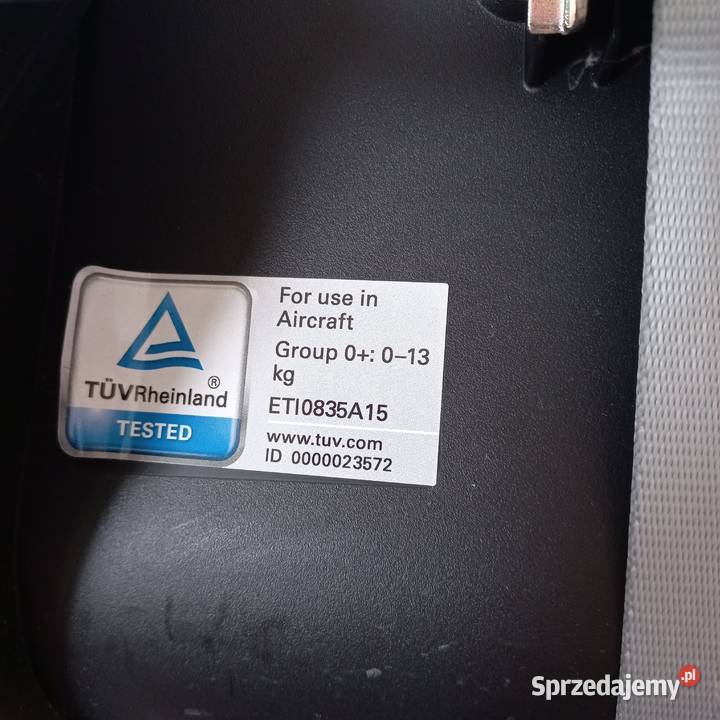 TÜVRheinland®
TESTED
For use in
Aircraft
Group 0+: 0–13
kg
ETI0835A15
www.tuv.com
ID 0000023572
Sprzedajemy.pl